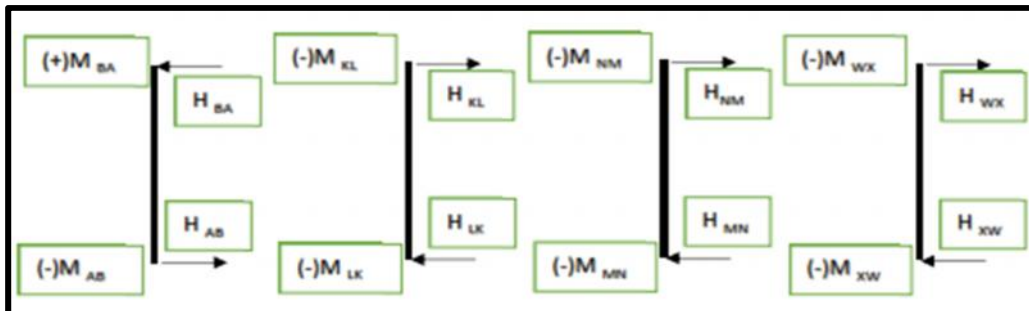 (+)M BA
(-)M KL
(-)M NM
(-)M WX
H BA
H KL
H NM
H WX
H AB
H LK
H MN
H XW
(-)M AB
(-)M LK
(-)M MN
(-)M XW